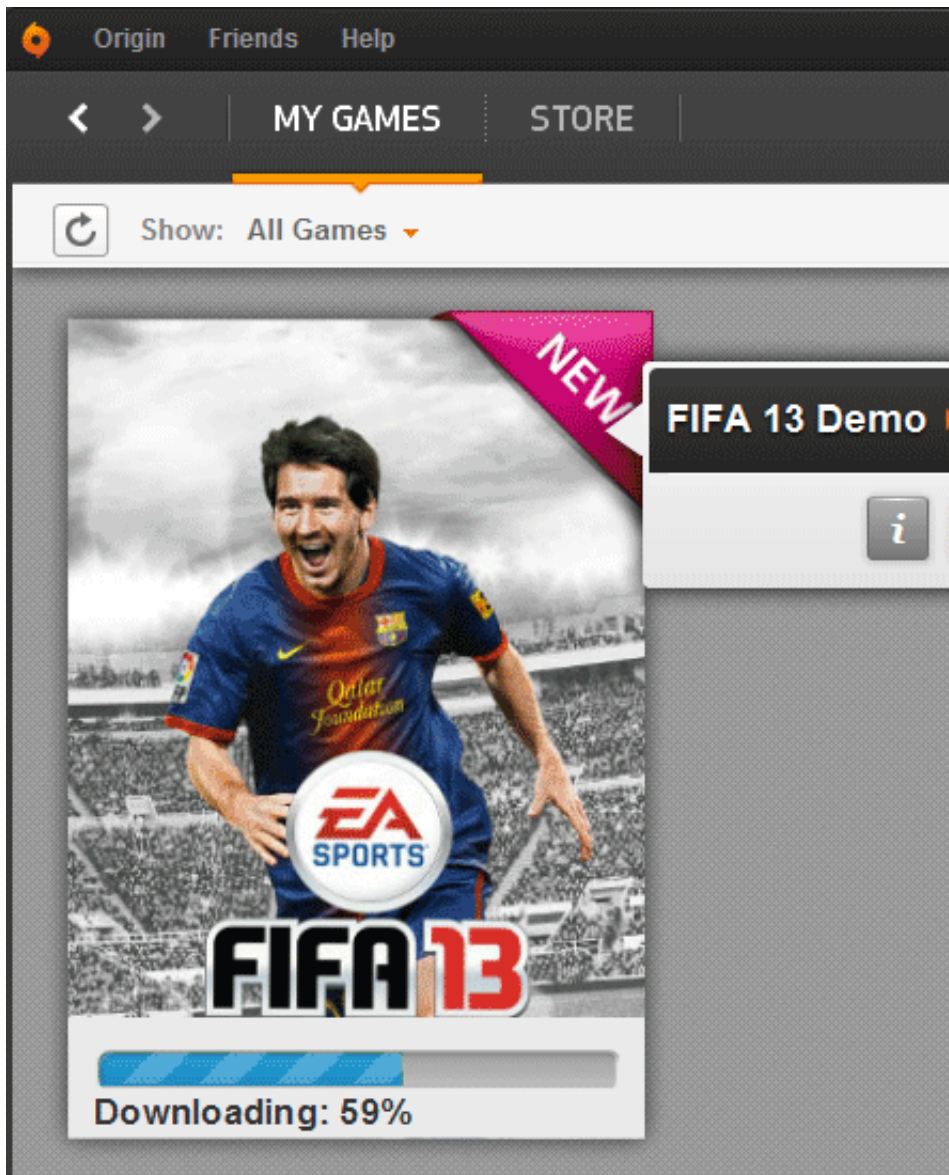 Origin Friends Help
MY GAMES STORE
Show: All Games
NEW
FIFA 13 Demo
i
Qatar
Foundation
EA
SPORTS
FIFA 13
Downloading: 59%